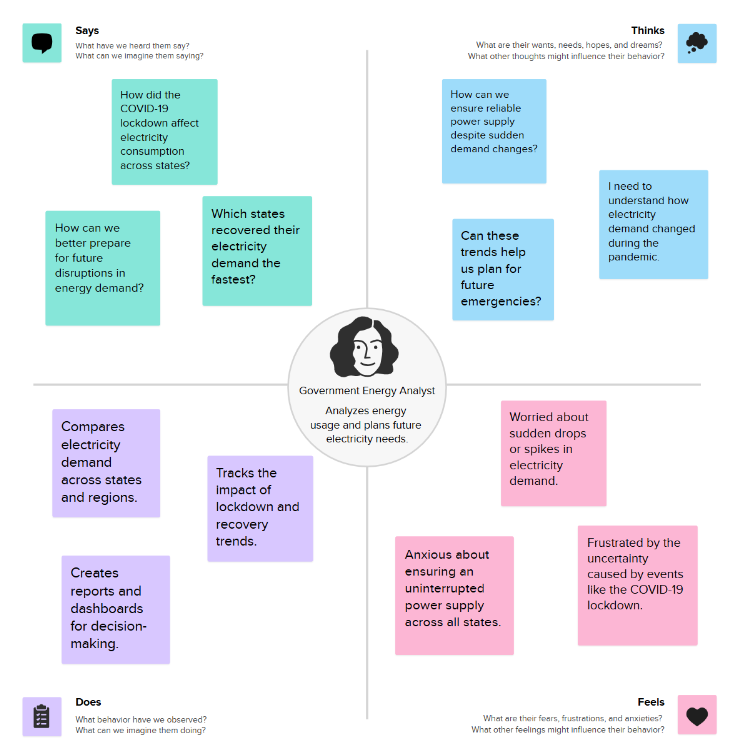 Says
What have we heard them say?
What can we imagine them saying?
Thinks
What are their wants, needs, hopes, and dreams?
What other thoughts might influence their behavior?
How did the
COVID-19
lockdown affect
electricity
consumption
across states?
How can we
better prepare
for future
disruptions in
energy demand?
Which states
recovered their
electricity
demand the
fastest?
How can we
ensure reliable
power supply
despite sudden
demand changes?
I need to
understand how
electricity
demand changed
during the
pandemic.
Can these
trends help
us plan for
future
emergencies?
Government Energy Analyst
Analyzes energy
usage and plans future
electricity needs.
Compares
electricity
demand
across states
and regions.
Tracks the
impact of
lockdown and
recovery
trends.
Creates
reports and
dashboards
for decision-
making.
Worried about
sudden drops
or spikes in
electricity
demand.
Anxious about
ensuring an
uninterrupted
power supply
across all states.
Frustrated by the
uncertainty
caused by events
like the COVID-19
lockdown.
Does
What behavior have we observed?
What can we imagine them doing?
Feels
What are their fears, frustrations, and anxieties?
What other feelings might influence their behavior?